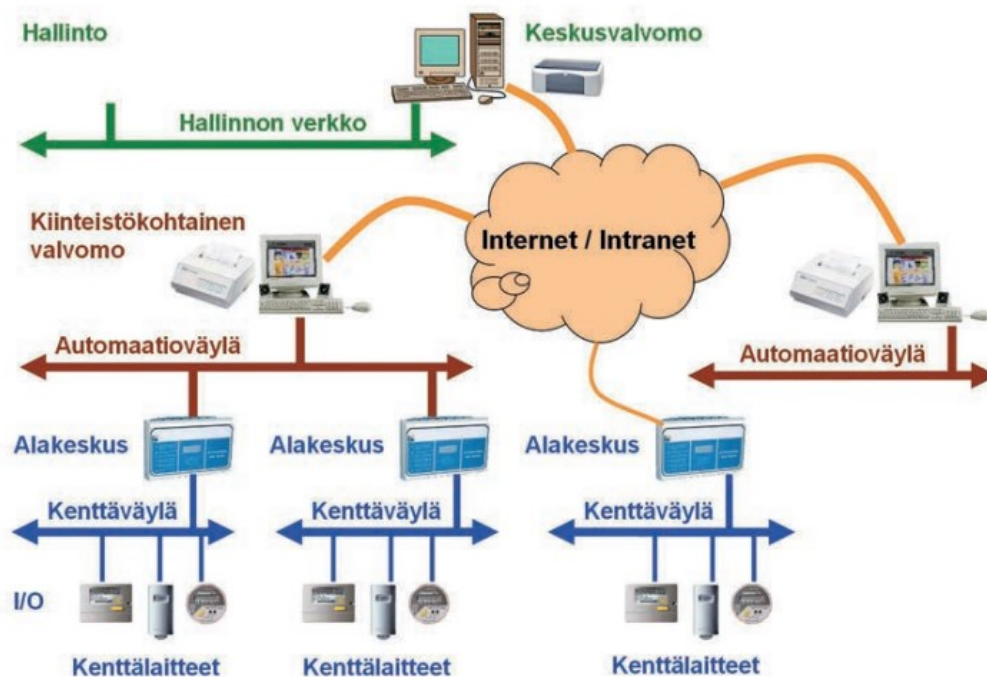 Hallinto
Keskusvalvomo
Hallinnon verkko
Kiinteistökohtainen
valvomo
Internet / Intranet
Automaatioväylä
Automaatioväylä
Alakeskus
Alakeskus
Alakeskus
Kenttäväylä
Kenttäväylä
Kenttäväylä
I/O
Kenttälaitteet
Kenttälaitteet
Kenttälaitteet